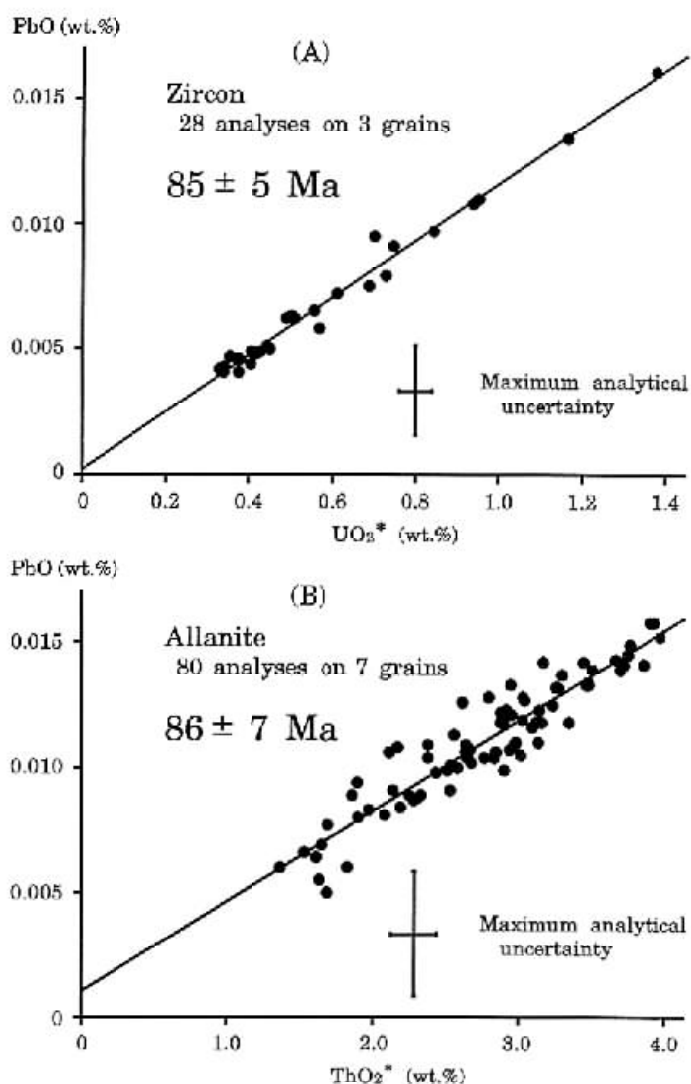 PbO
(A)
0.015
Zircon
28 analyses on 3 grains
85 ± 5 Ma
0.010
0.005
Maximum analytical
uncertainty
0
0 0.2 0.4 0.6 0.8 1.0 1.2 1.4
UO₂* (wt.%)
PbO (wt.%)
(B)
0.015
Allanite
80 analyses on 7 grains
86 ± 7 Ma
0.010
0.005
Maximum analytical
uncertainty
0
0 1.0 2.0 3.0 4.0
ThO₂* (wt.%)